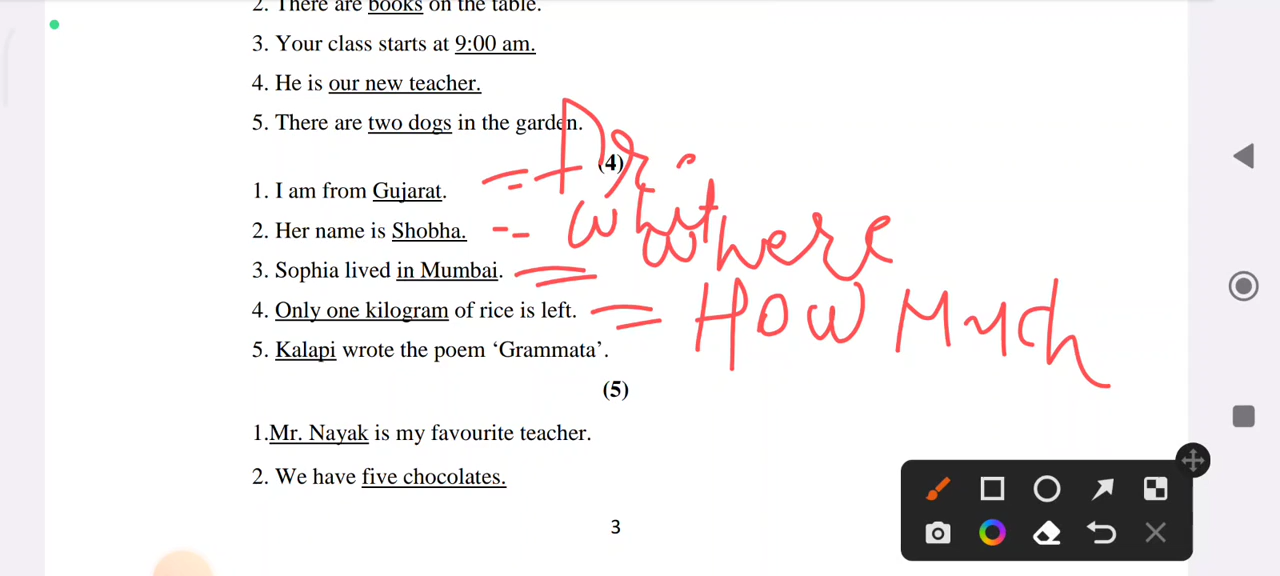 2. There are books on the table.
3. Your class starts at 9:00 am.
4. He is our new teacher.
5. There are two dogs in the garden.
(4)
1. I am from Gujarat.
2. Her name is Shobha. -- what
3. Sophia lived in Mumbai. = where
4. Only one kilogram of rice is left. = HOW Much
5. Kalapi wrote the poem ‘Grammata’.
(5)
1.Mr. Nayak is my favourite teacher.
2. We have five chocolates.
3